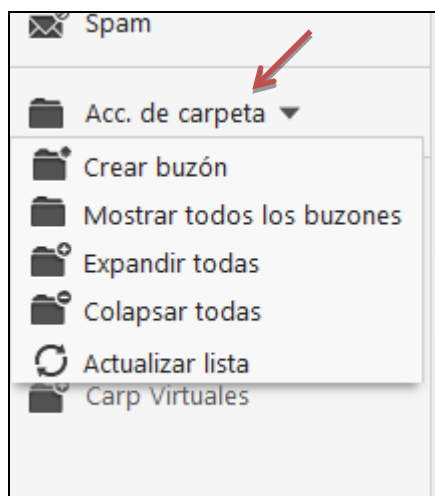 Spam
Acc. de carpeta
Crear buzón
Mostrar todos los buzones
Expandir todas
Colapsar todas
Actualizar lista
Carp Virtuales